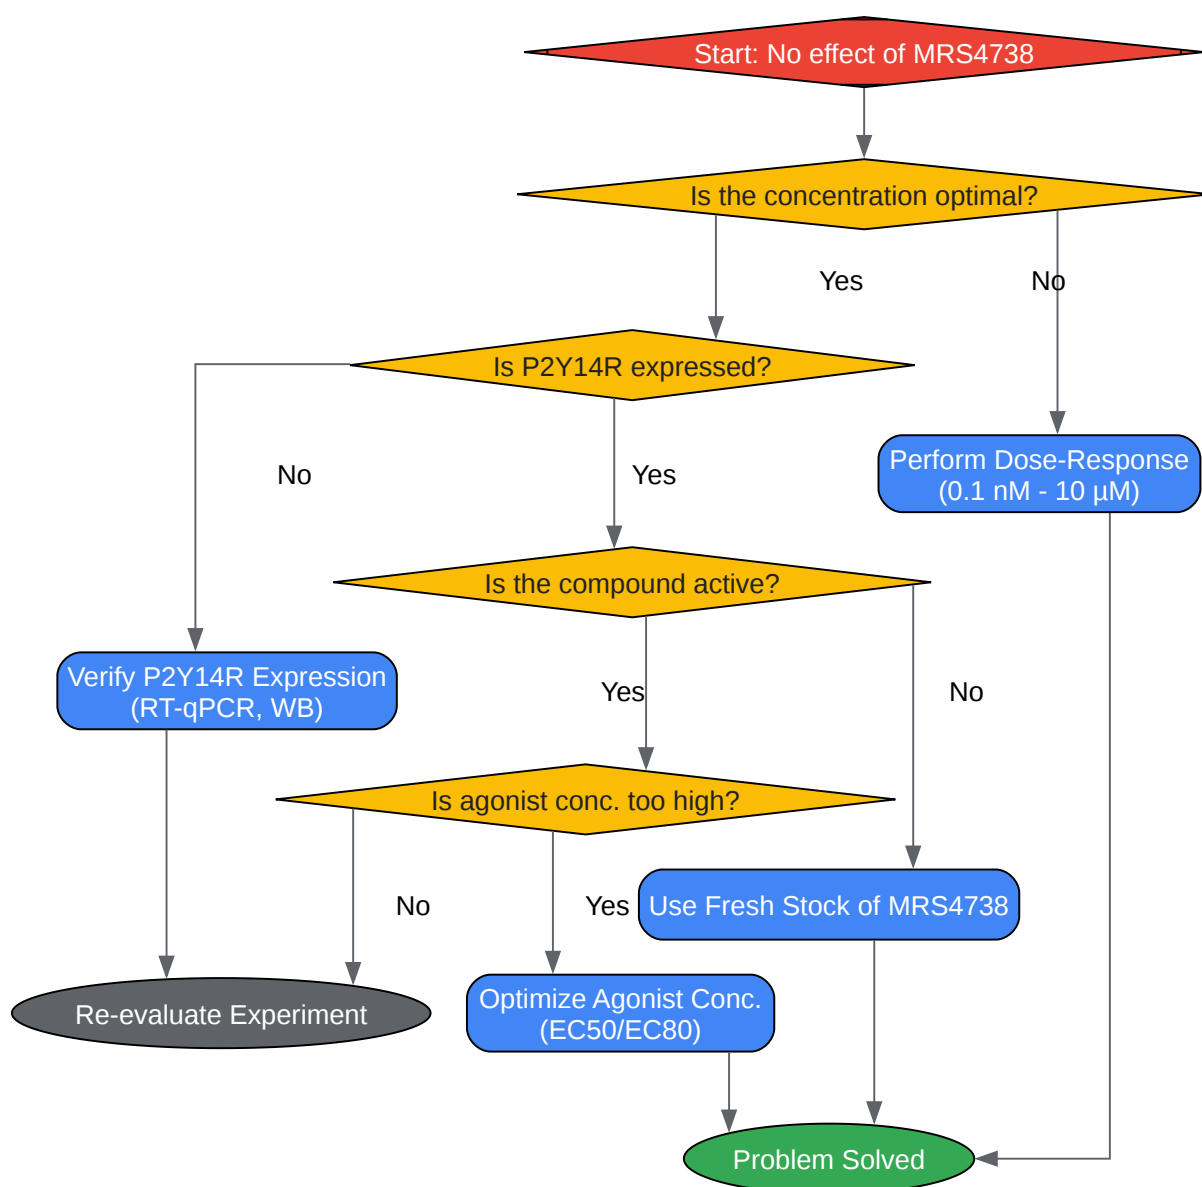 Start: No effect of MRS4738
Is the concentration optimal?
Yes
No
Is P2Y14R expressed?
No
Yes
Perform Dose-Response
(0.1 nM - 10 µM)
Is the compound active?
Verify P2Y14R Expression
(RT-qPCR, WB)
Yes
No
Is agonist conc. too high?
No
Yes
Use Fresh Stock of MRS4738
Re-evaluate Experiment
Optimize Agonist Conc.
(EC50/EC80)
Problem Solved